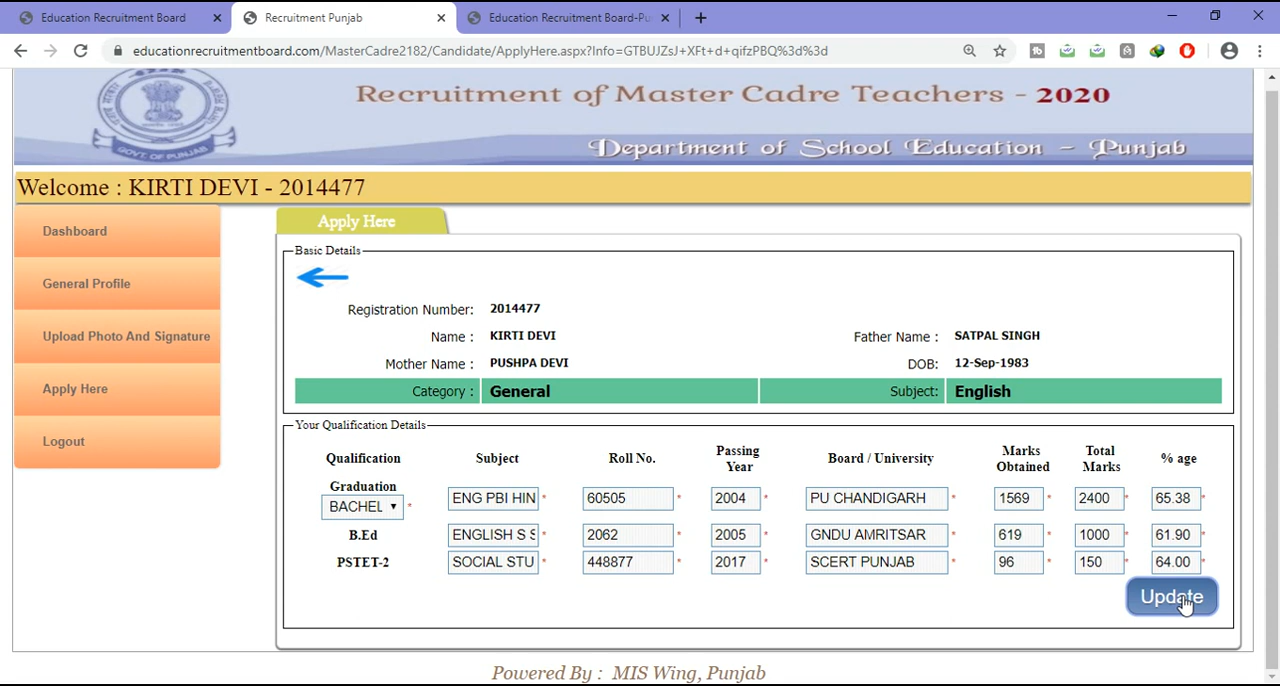 Education Recruitment Board
Recruitment Punjab
Education Recruitment Board-Pu
educationrecruitmentboard.com/MasterCadre2182/Candidate/ApplyHere.aspx?Info=GTBUJZsJ+XFt+d+qifzPBQ%3d%3d
Recruitment of Master Cadre Teachers - 2020
GOVT. OF PUNJAB
Department of School Education – Punjab
Welcome : KIRTI DEVI - 2014477
Dashboard
General Profile
Upload Photo And Signature
Apply Here
Logout
Apply Here
Basic Details
Registration Number: 2014477
Name : KIRTI DEVI Father Name : SATPAL SINGH
Mother Name : PUSHPA DEVI DOB: 12-Sep-1983
Category : General Subject: English
Your Qualification Details
Qualification Subject Roll No. Passing Year Board / University Marks Obtained Total Marks % age
Graduation
BACHEL ENG PBI HIN * 60505 * 2004 * PU CHANDIGARH * 1569 * 2400 * 65.38 *
B.Ed ENGLISH S S * 2062 * 2005 * GNDU AMRITSAR * 619 * 1000 * 61.90 *
PSTET-2 SOCIAL STU * 448877 * 2017 * SCERT PUNJAB * 96 * 150 * 64.00 *
Update
Powered By : MIS Wing, Punjab